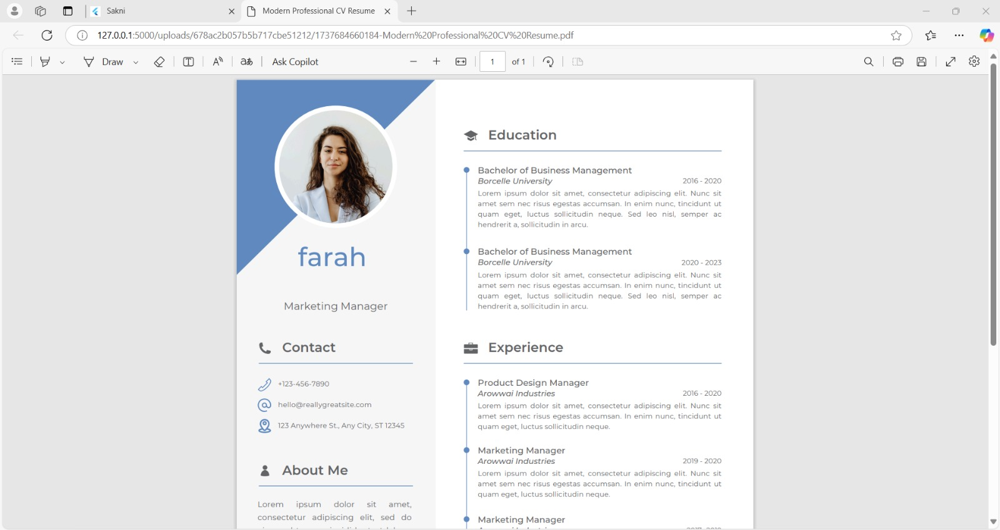 Sakni
Modern Professional CV Resume
127.0.0.1:5000/uploads/678ac2b057b5b717cbe51212/1737684660184-Modern%20Professional%20CV%20Resume.pdf
Draw
Ask Copilot
1 of 1
farah
Marketing Manager
Contact
+123-456-7890
hello@reallygreatsite.com
123 Anywhere St., Any City, ST 12345
About Me
Lorem ipsum dolor sit amet,
consectetur adipiscing elit, sed do
Education
Bachelor of Business Management
Borcelle University 2016 - 2020
Lorem ipsum dolor sit amet, consectetur adipiscing elit. Nunc sit
amet sem nec risus egestas accumsan. In enim nunc, tincidunt ut
quam eget, luctus sollicitudin neque. Sed leo nisl, semper ac
hendrerit a, sollicitudin in arcu.
Bachelor of Business Management
Borcelle University 2020 - 2023
Lorem ipsum dolor sit amet, consectetur adipiscing elit. Nunc sit
amet sem nec risus egestas accumsan. In enim nunc, tincidunt ut
quam eget, luctus sollicitudin neque. Sed leo nisl, semper ac
hendrerit a, sollicitudin in arcu.
Experience
Product Design Manager
Arowwai Industries 2016 - 2020
Lorem ipsum dolor sit amet, consectetur adipiscing elit. Nunc sit
amet sem nec risus egestas accumsan. In enim nunc, tincidunt ut
quam eget, luctus sollicitudin neque.
Marketing Manager
Arowwai Industries 2019 - 2020
Lorem ipsum dolor sit amet, consectetur adipiscing elit. Nunc sit
amet sem nec risus egestas accumsan. In enim nunc, tincidunt ut
quam eget, luctus sollicitudin neque.
Marketing Manager